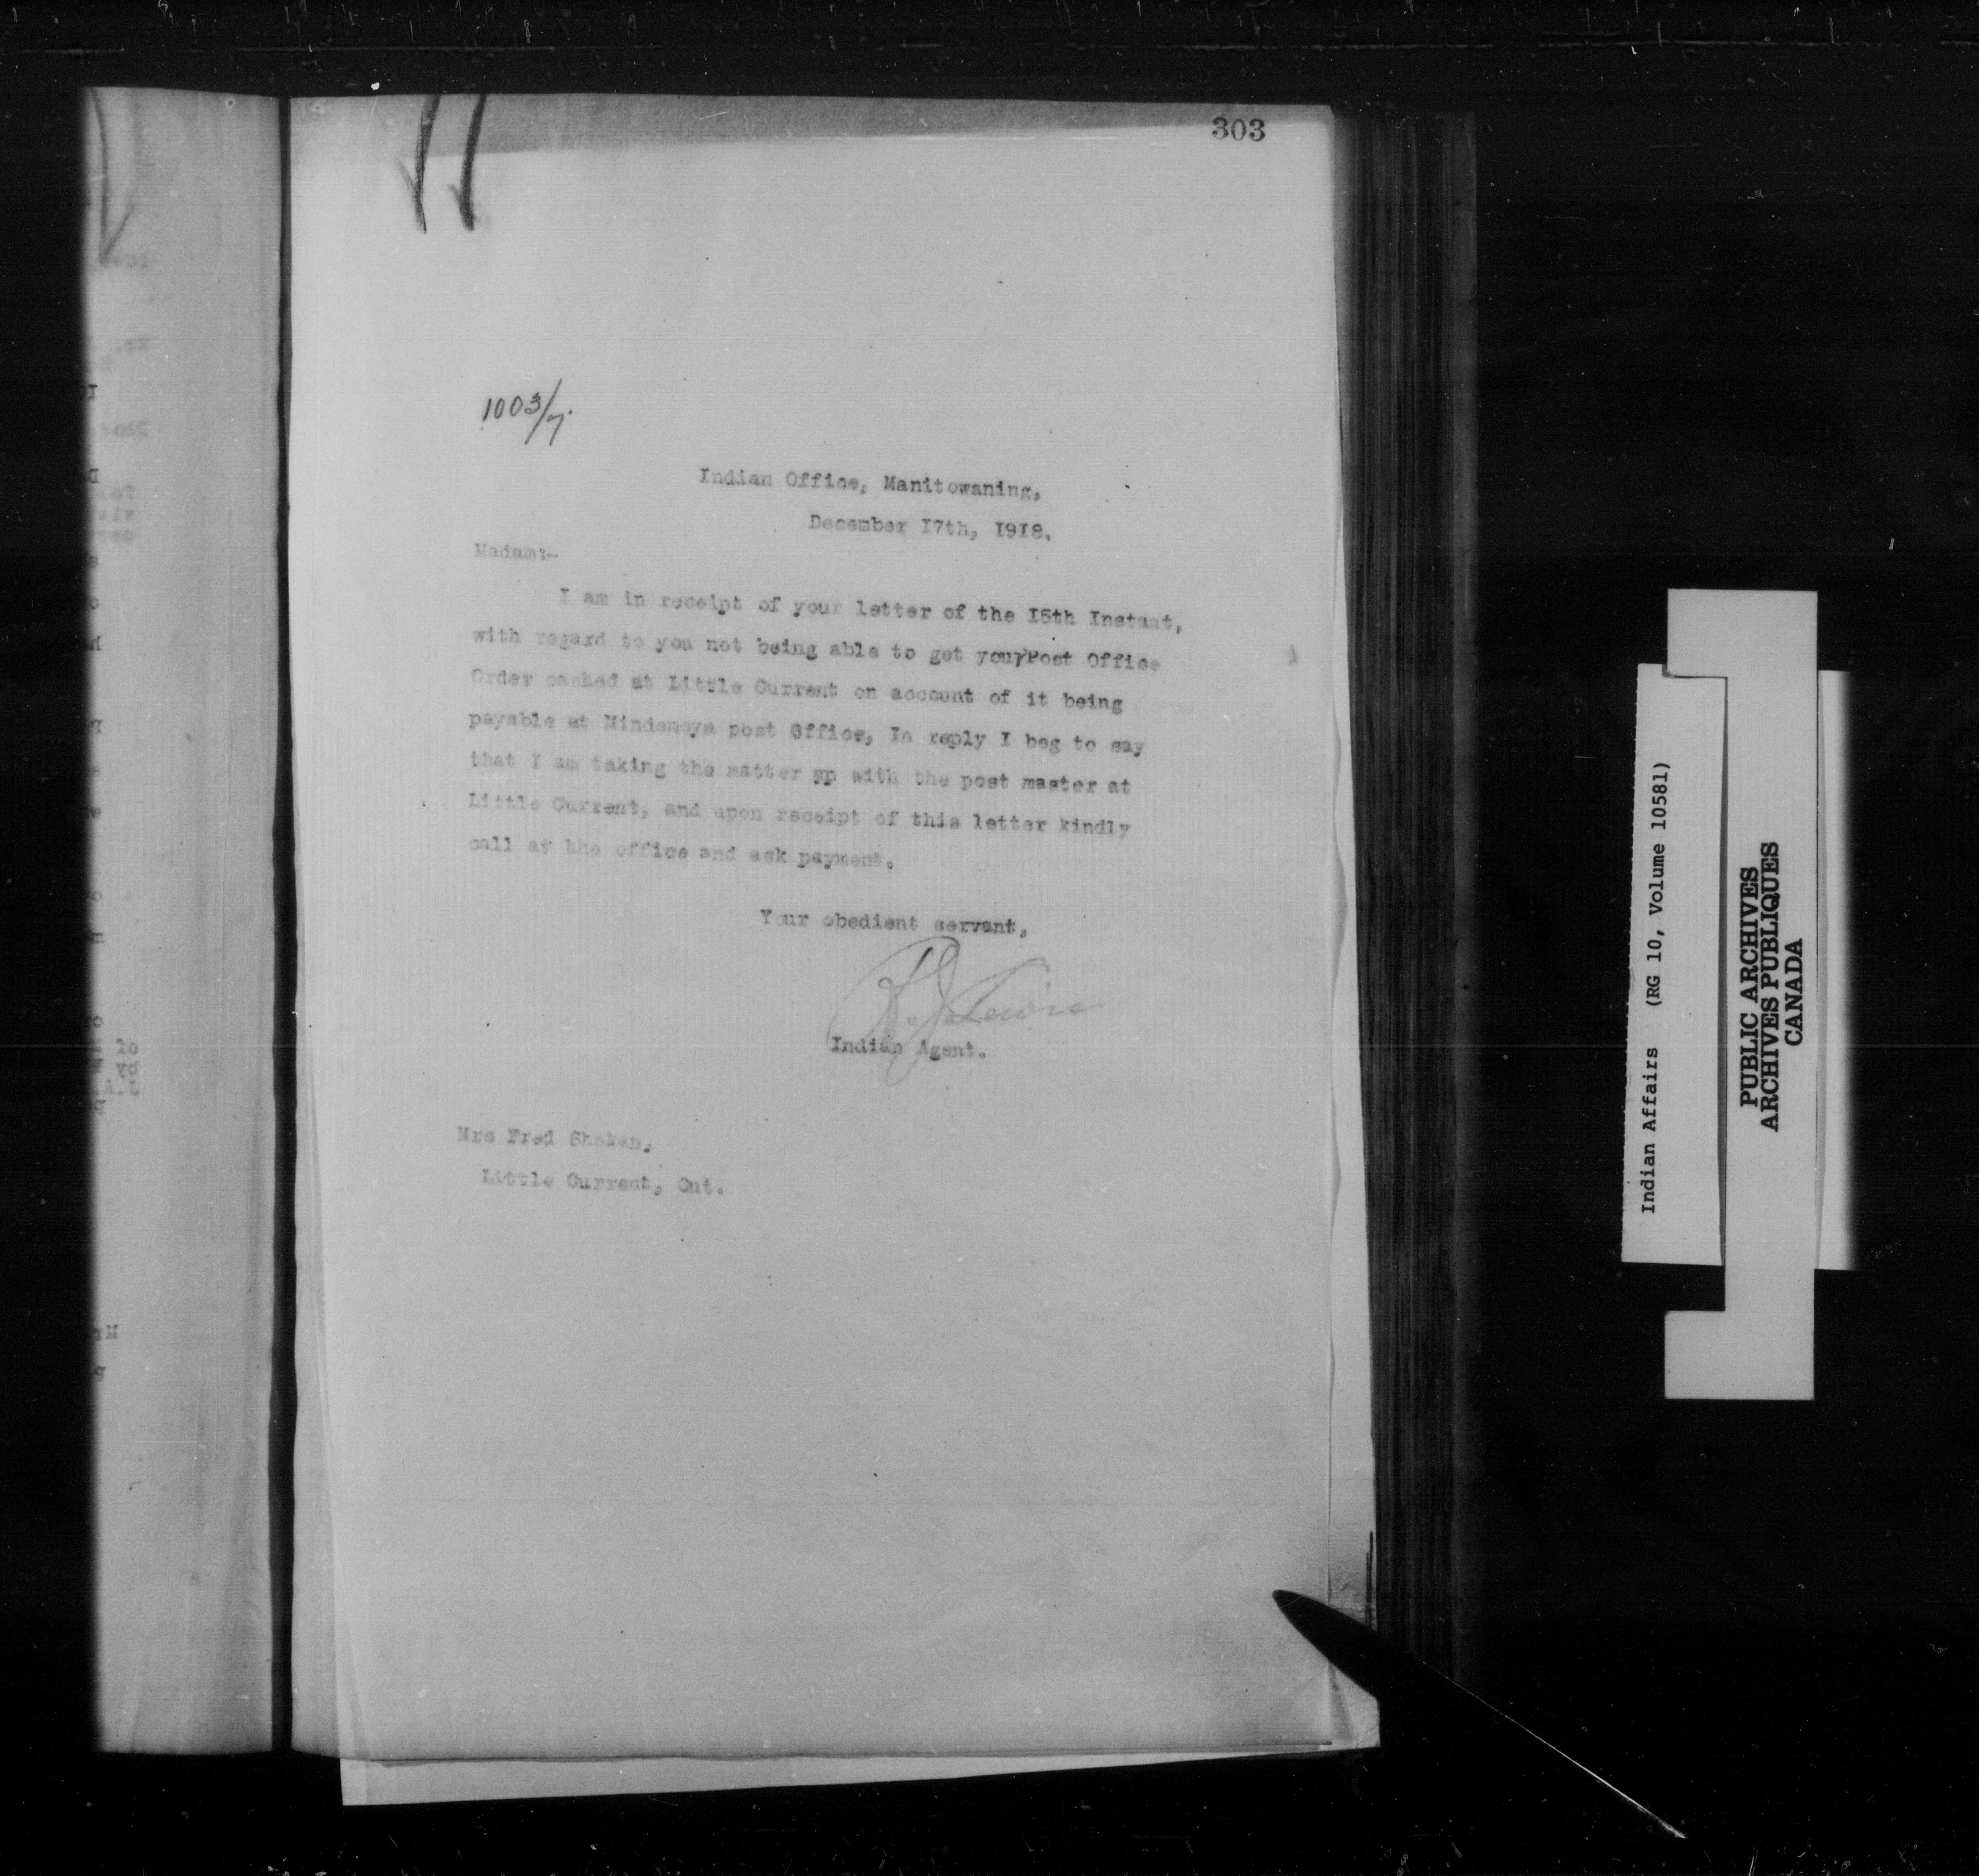 303
1003/7.
Indian Office, Manitowaning,
December I7th, I9I8.
Madam:-
I am in receipt of your letter of the I5th Instant,
with regard to you not being able to get your Post Office
Order cashed at Little Current on account of it being
payable at Mindemoya post Office, In reply I beg to say
that I am taking the matter up with the post master at
Little Current, and upon receipt of this letter kindly
call at hhe office and ask payment.
Your obedient servant,
R. J. Lewis
Indian Agent.
Mrs Fred
Little Current, Ont.
Indian Affairs (RG 10, Volume 10581)
PUBLIC ARCHIVES
ARCHIVES PUBLIQUES
CANADA